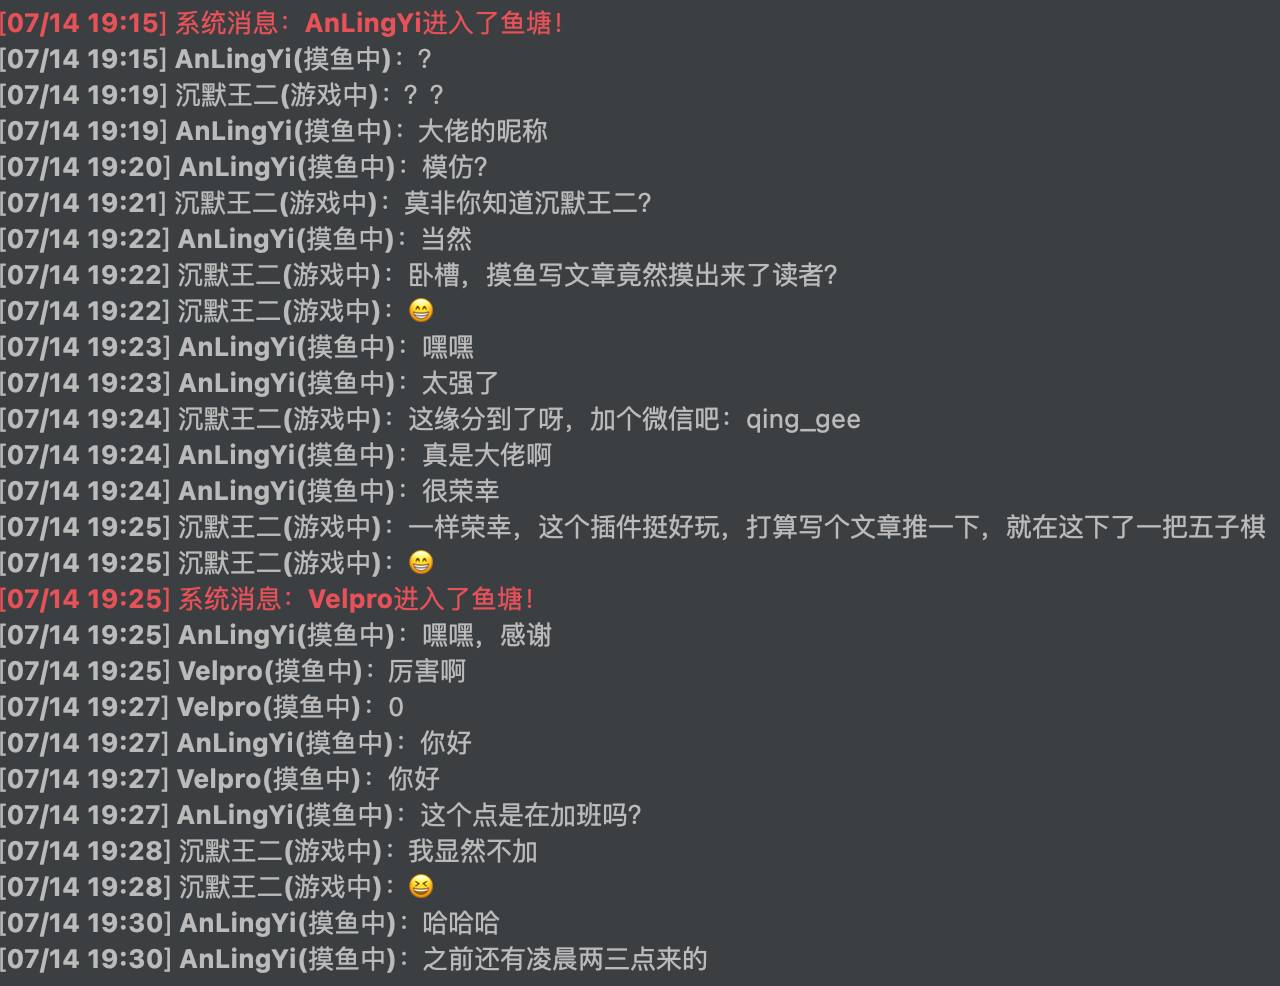 [07/14 19:15] 系统消息：AnLingYi进入了鱼塘！
[07/14 19:15] AnLingYi(摸鱼中)：?
[07/14 19:19] 沉默王二(游戏中)：？？
[07/14 19:19] AnLingYi(摸鱼中)：大佬的昵称
[07/14 19:20] AnLingYi(摸鱼中)：模仿?
[07/14 19:21] 沉默王二(游戏中)：莫非你知道沉默王二?
[07/14 19:22] AnLingYi(摸鱼中)：当然
[07/14 19:22] 沉默王二(游戏中)：卧槽，摸鱼写文章竟然摸出来了读者?
[07/14 19:22] 沉默王二(游戏中)：😁
[07/14 19:23] AnLingYi(摸鱼中)：嘿嘿
[07/14 19:23] AnLingYi(摸鱼中)：太强了
[07/14 19:24] 沉默王二(游戏中)：这缘分到了呀，加个微信吧：qing_gee
[07/14 19:24] AnLingYi(摸鱼中)：真是大佬啊
[07/14 19:24] AnLingYi(摸鱼中)：很荣幸
[07/14 19:25] 沉默王二(游戏中)：一样荣幸，这个插件挺好玩，打算写个文章推一下，就在这下了一把五子棋
[07/14 19:25] 沉默王二(游戏中)：😁
[07/14 19:25] 系统消息：Velpro进入了鱼塘！
[07/14 19:25] AnLingYi(摸鱼中)：嘿嘿，感谢
[07/14 19:25] Velpro(摸鱼中)：厉害啊
[07/14 19:27] Velpro(摸鱼中)：0
[07/14 19:27] AnLingYi(摸鱼中)：你好
[07/14 19:27] Velpro(摸鱼中)：你好
[07/14 19:27] AnLingYi(摸鱼中)：这个点是在加班吗?
[07/14 19:28] 沉默王二(游戏中)：我显然不加
[07/14 19:28] 沉默王二(游戏中)：😆
[07/14 19:30] AnLingYi(摸鱼中)：哈哈哈
[07/14 19:30] AnLingYi(摸鱼中)：之前还有凌晨两三点来的